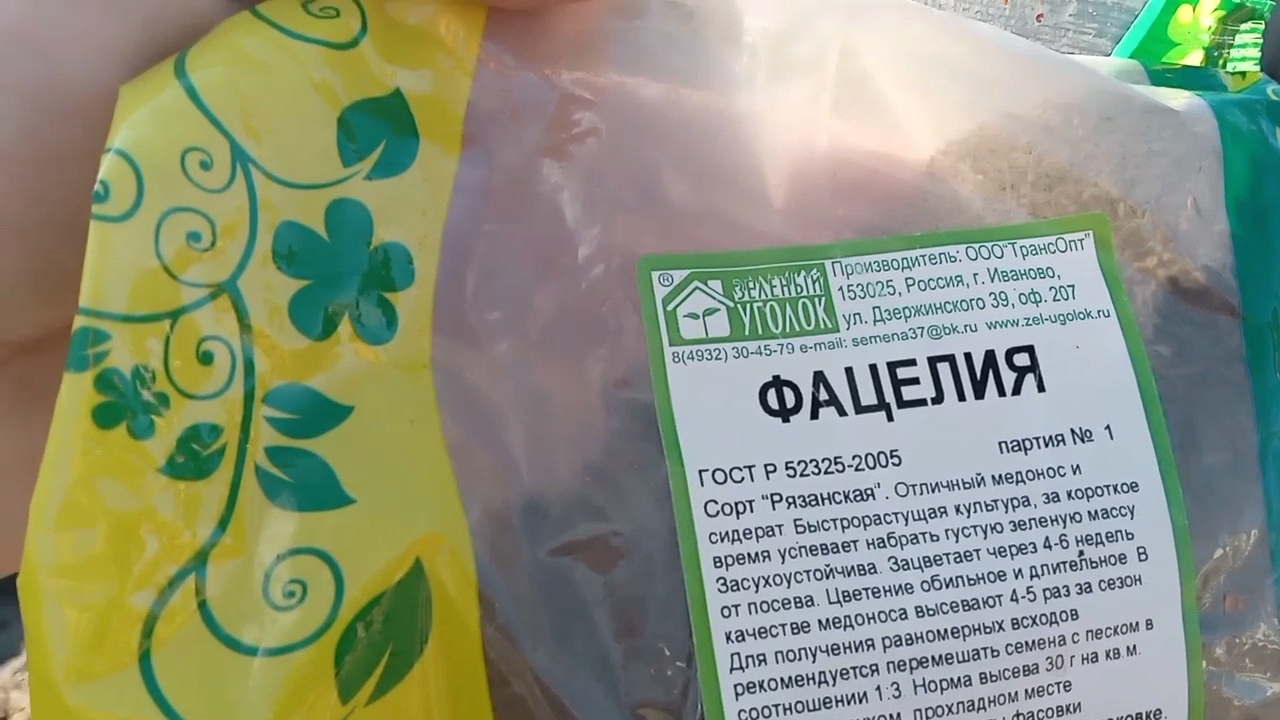 ®
ЗЕЛЕНЫЙ
УГОЛОК
Производитель: ООО"ТрансОпт"
153025, Россия, г. Иваново,
ул. Дзержинского 39, оф. 207
8(4932) 30-45-79 e-mail: semena37@bk.ru www.zel-ugolok.ru
ФАЦЕЛИЯ
ГОСТ Р 52325-2005 партия № 1
Сорт "Рязанская". Отличный медонос и
сидерат. Быстрорастущая культура, за короткое
время успевает набрать густую зеленую массу
Засухоустойчива. Зацветает через 4-6 недель
от посева. Цветение обильное и длительное В
качестве медоноса высевают 4-5 раз за сезон
Для получения равномерных всходов
рекомендуется перемешать семена с песком в
соотношении 1:3. Норма высева 30 г на кв.м.
прохладном месте
фасовки